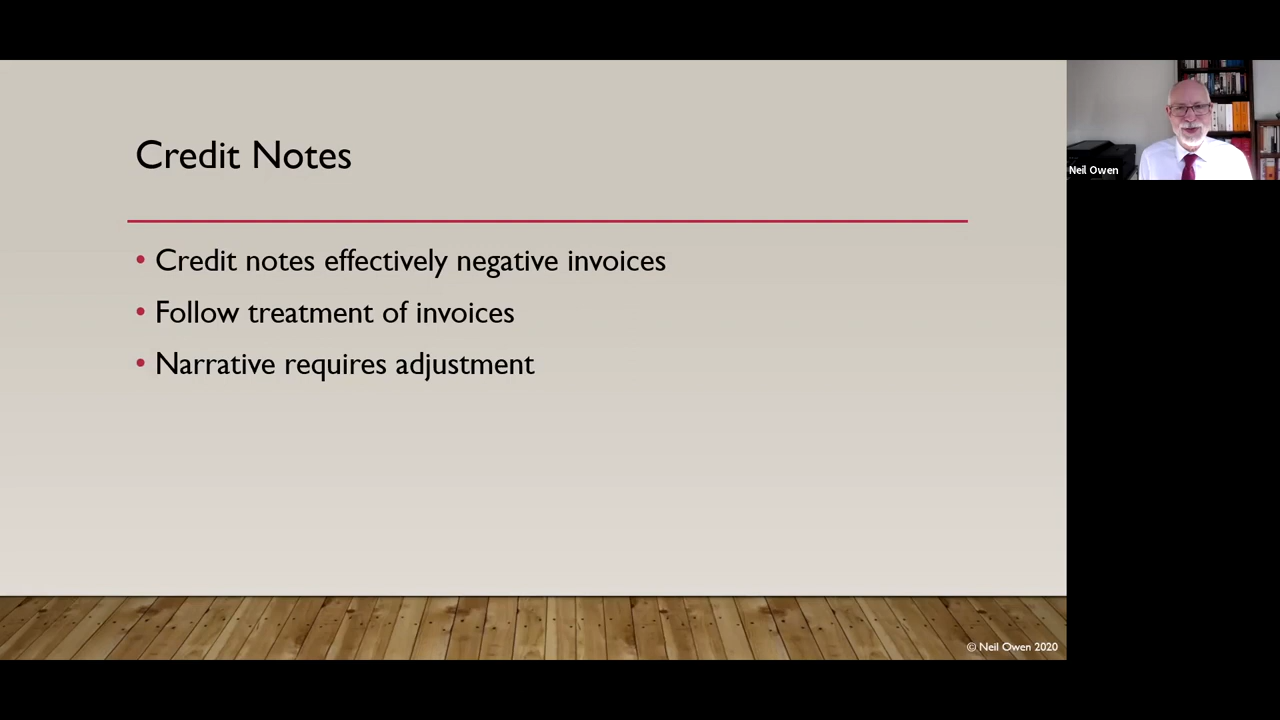 Credit Notes
• Credit notes effectively negative invoices
• Follow treatment of invoices
• Narrative requires adjustment
© Neil Owen 2020
Neil Owen